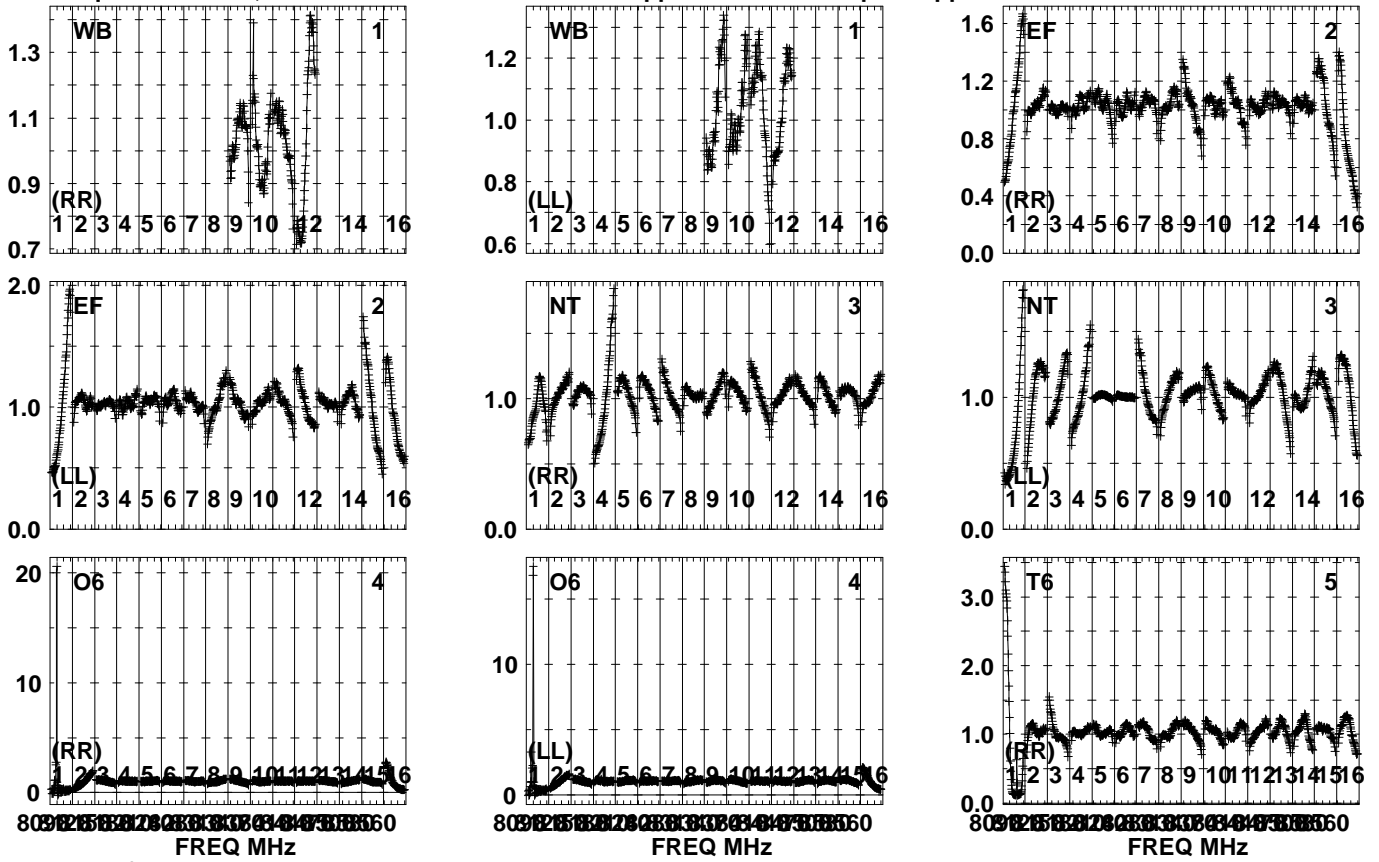 WB 1
1.3
1.1
0.9
0.7
(RR)
1 2 3 4 5 6 7 8 9 10 12 14 16
WB 1
1.2
1.0
0.8
0.6
(LL)
1 2 3 4 5 6 7 8 9 10 12 14 16
EF 2
1.6
1.2
0.8
0.4
0.0
(RR)
1 2 3 4 5 6 7 8 9 10 12 14 16
EF 2
2.0
1.0
0.0
(LL)
1 2 3 4 5 6 7 8 9 10 12 14 16
NT 3
1.0
0.0
(RR)
1 2 3 4 5 6 7 8 9 10 12 14 16
NT 3
1.0
0.0
(LL)
1 2 3 4 5 6 7 8 9 10 12 14 16
O6 4
20
10
0
(RR)
1 2 3 4 5 6 7 8 9 10 11 12 13 14 15 16
FREQ MHz
O6 4
10
0
(LL)
1 2 3 4 5 6 7 8 9 10 11 12 13 14 15 16
FREQ MHz
T6 5
3.0
2.0
1.0
0.0
(RR)
1 2 3 4 5 6 7 8 9 10 11 12 13 14 15 16
FREQ MHz